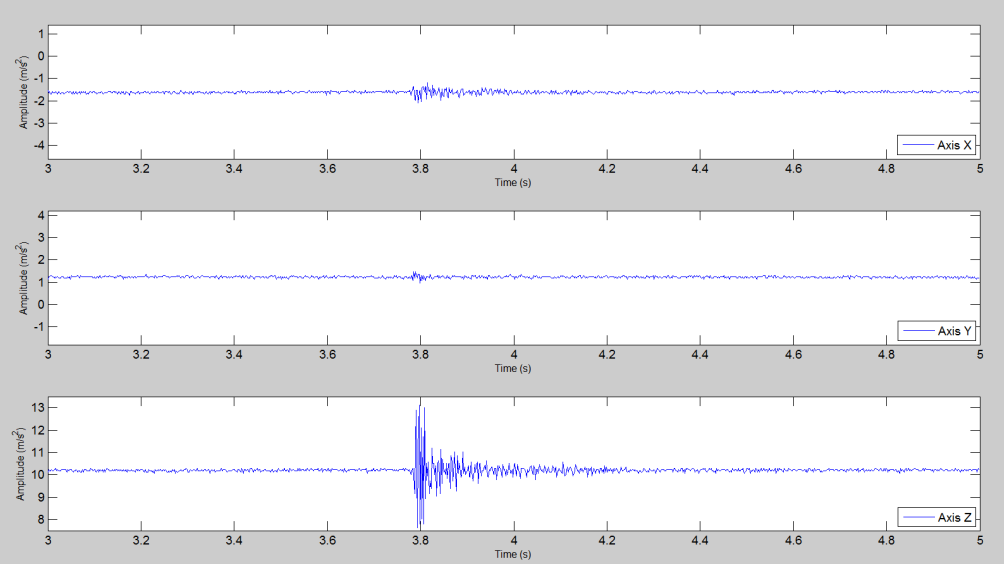 1
0
-1
-2
-3
-4
Amplitude (m/s²)
3 3.2 3.4 3.6 3.8 4 4.2 4.4 4.6 4.8 5
Time (s)
Axis X
4
3
2
1
0
-1
Amplitude (m/s²)
3 3.2 3.4 3.6 3.8 4 4.2 4.4 4.6 4.8 5
Time (s)
Axis Y
13
12
11
10
9
8
Amplitude (m/s²)
3 3.2 3.4 3.6 3.8 4 4.2 4.4 4.6 4.8 5
Time (s)
Axis Z